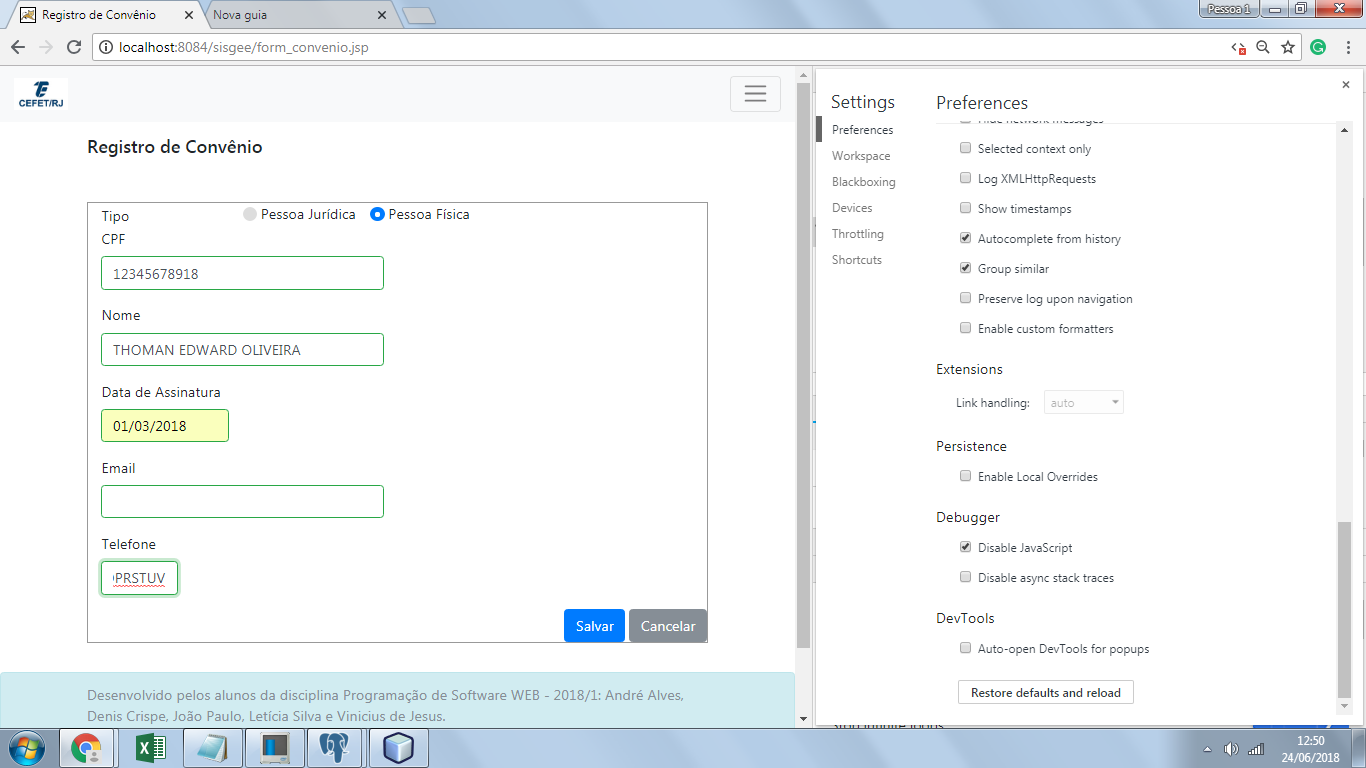 Registro de Convênio
Nova guia
Pessoa 1
localhost:8084/sisgee/form_convenio.jsp
CEFET/RJ
Registro de Convênio
Tipo
Pessoa Jurídica
Pessoa Física
CPF
12345678918
Nome
THOMAN EDWARD OLIVEIRA
Data de Assinatura
01/03/2018
Email
Telefone
PRSTUV
Salvar
Cancelar
Desenvolvido pelos alunos da disciplina Programação de Software WEB - 2018/1: André Alves,
Denis Crispe, João Paulo, Letícia Silva e Vinicius de Jesus.
Settings
Preferences
Workspace
Blackboxing
Devices
Throttling
Shortcuts
Preferences
Hide network messages
Selected context only
Log XMLHttpRequests
Show timestamps
Autocomplete from history
Group similar
Preserve log upon navigation
Enable custom formatters
Extensions
Link handling:
auto
Persistence
Enable Local Overrides
Debugger
Disable JavaScript
Disable async stack traces
DevTools
Auto-open DevTools for popups
Restore defaults and reload
12:50
24/06/2018